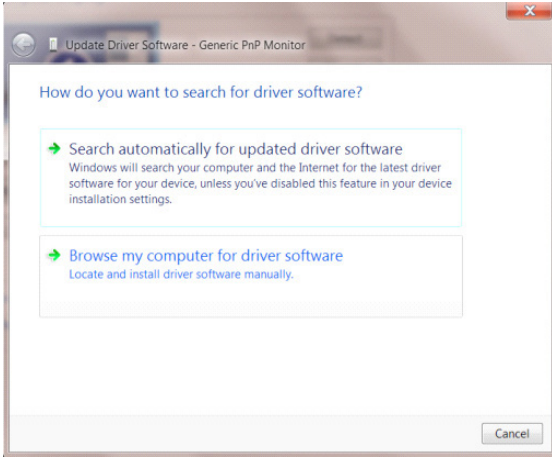 Update Driver Software - Generic PnP Monitor
How do you want to search for driver software?
Search automatically for updated driver software
Windows will search your computer and the Internet for the latest driver
software for your device, unless you've disabled this feature in your device
installation settings.
Browse my computer for driver software
Locate and install driver software manually.
Cancel